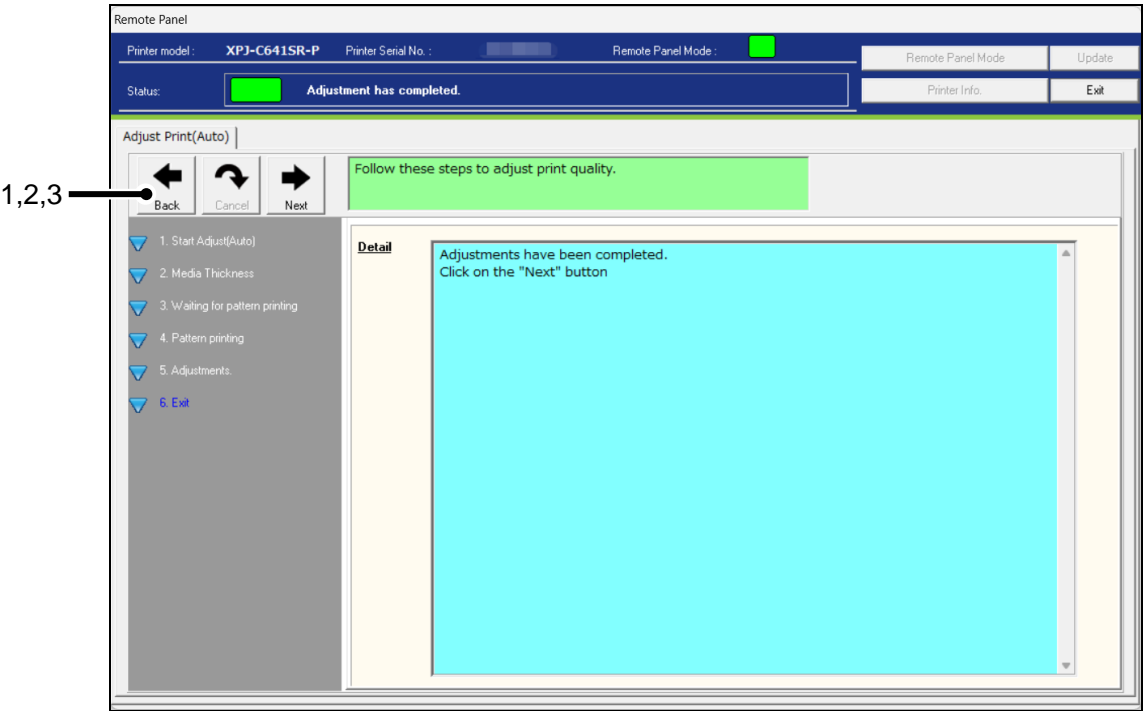 Remote Panel
Printer model : XPJ-C641SR-P Printer Serial No. : Remote Panel Mode :
Remote Panel Mode Update
Status: Adjustment has completed.
Printer Info. Exit
Adjust Print(Auto)
Back Cancel Next
Follow these steps to adjust print quality.
1,2,3
1. Start Adjust(Auto)
2. Media Thickness
3. Waiting for pattern printing
4. Pattern printing
5. Adjustments.
6. Exit
Detail
Adjustments have been completed.
Click on the "Next" button